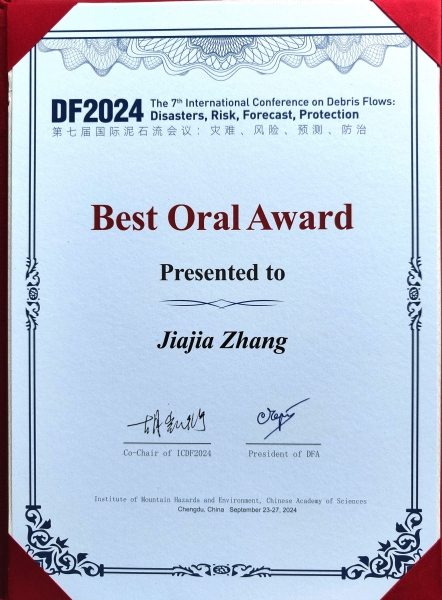 DF2024
The 7th International Conference on Debris Flows:
Disasters, Risk, Forecast, Protection
第七届国际泥石流会议：灾难、风险、预测、防治
Best Oral Award
Presented to
Jiajia Zhang
Co-Chair of ICDF2024
President of DFA
Institute of Mountain Hazards and Environment, Chinese Academy of Sciences
Chengdu, China September 23-27, 2024